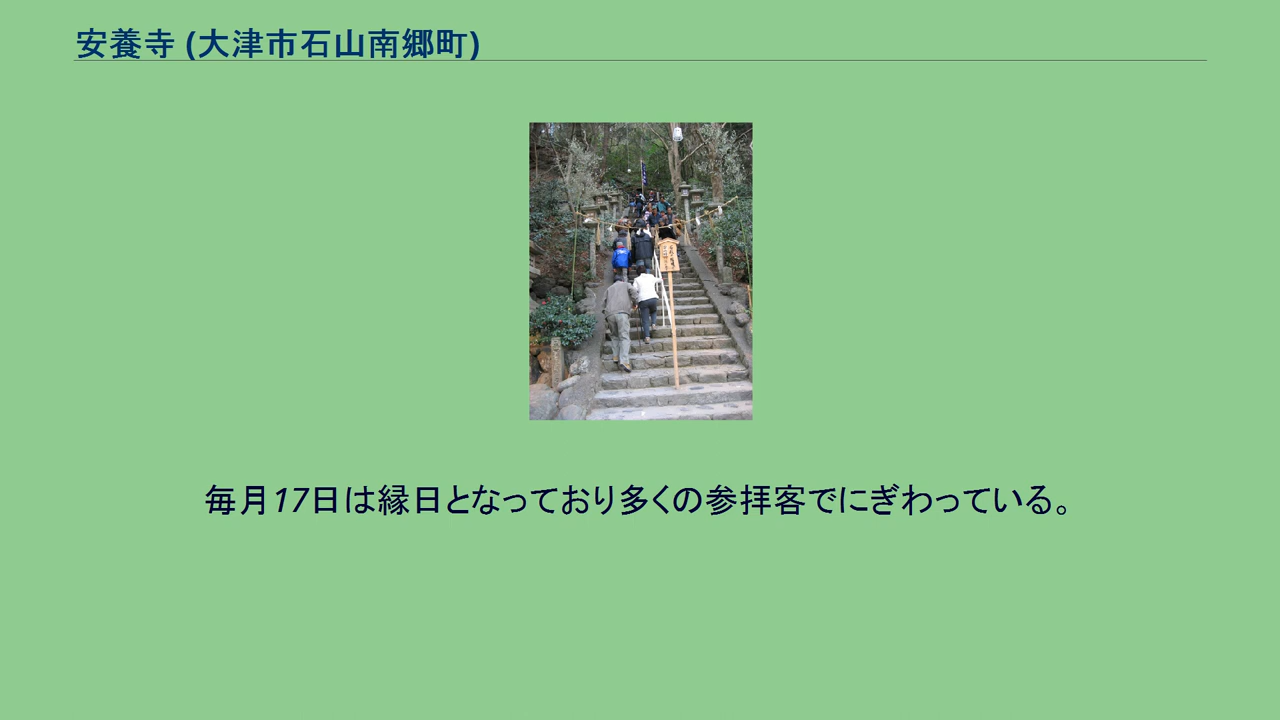 安養寺 (大津市石山南郷町)
毎月17日は縁日となっており多くの参拝客でにぎわっている。